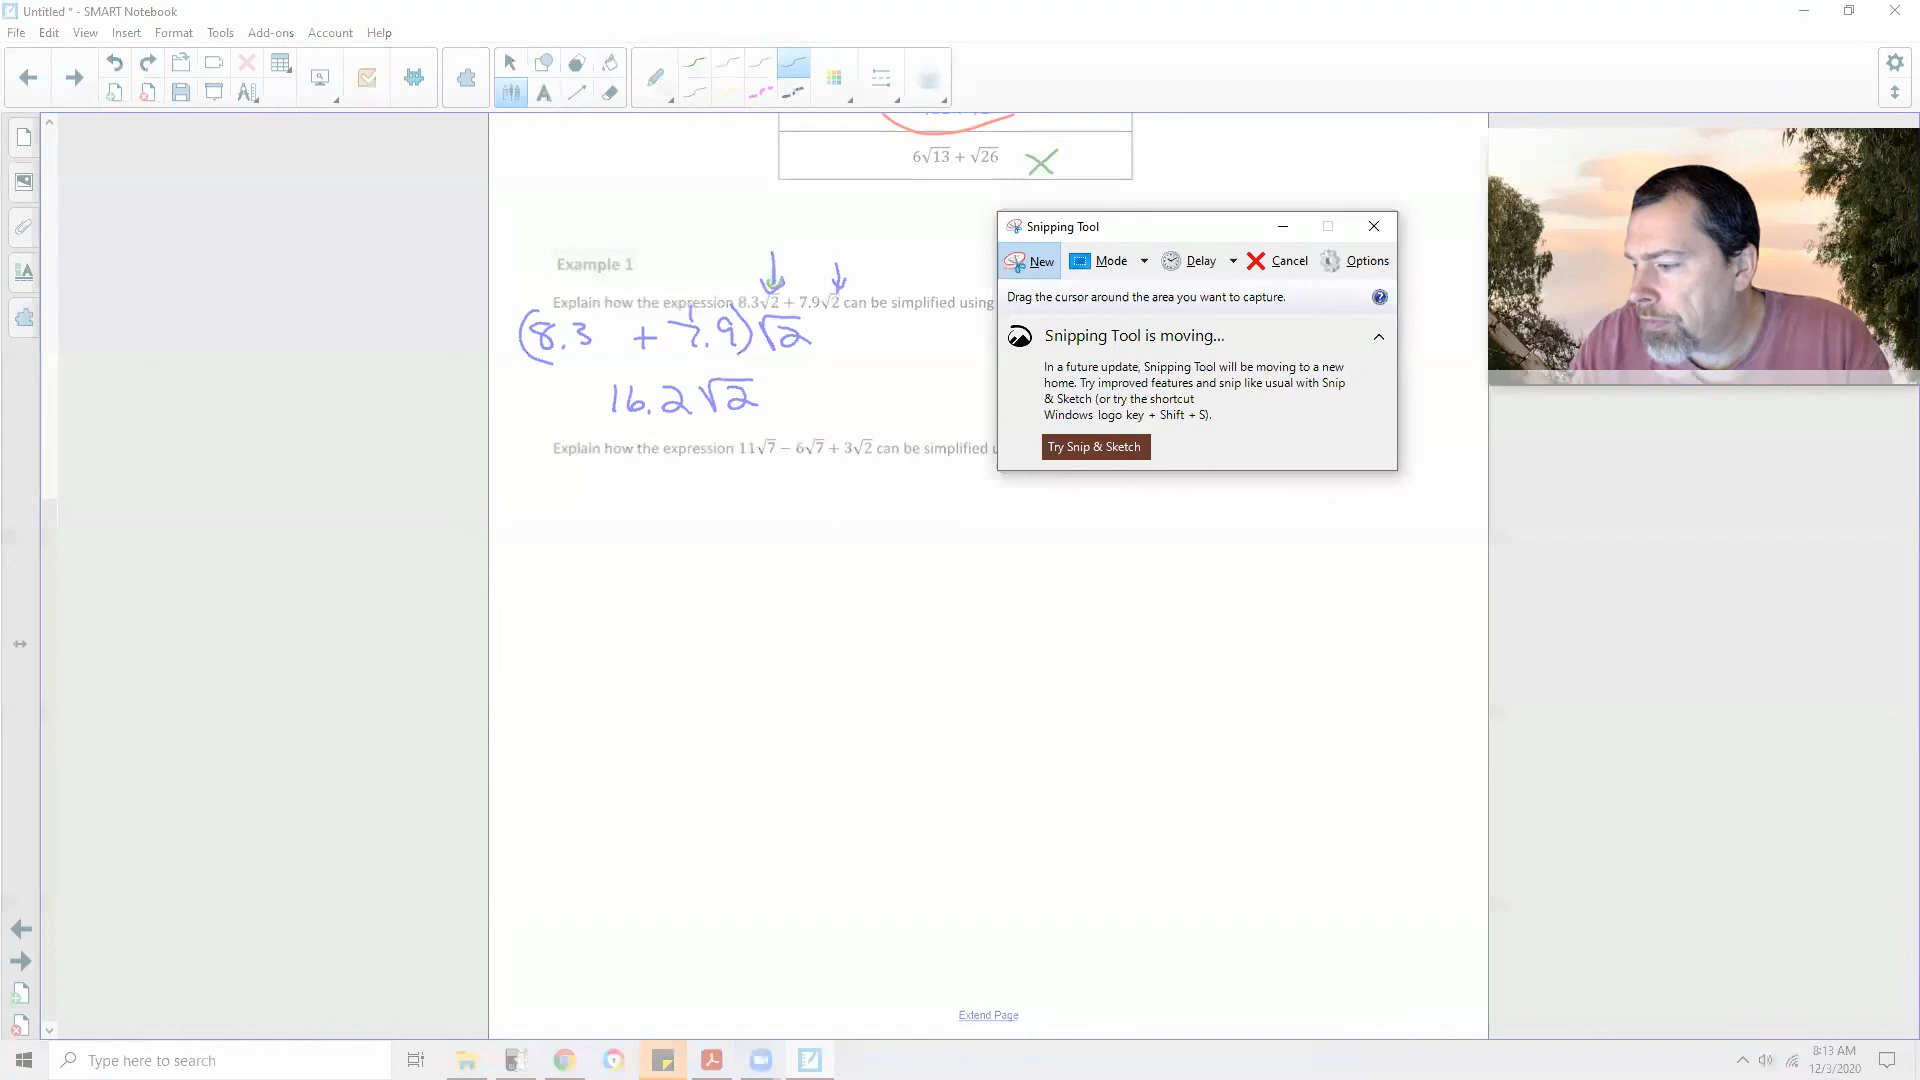 Untitled * - SMART Notebook
File Edit View Insert Format Tools Add-ons Account Help
6√13 + √26
Example 1
Explain how the expression 8.3√2 + 7.9√2 can be simplified using
(8.3 + 7.9)√2
16.2√2
Explain how the expression 11√7 − 6√7 + 3√2 can be simplified u
Snipping Tool
New Mode Delay Cancel Options
Drag the cursor around the area you want to capture.
Snipping Tool is moving...
In a future update, Snipping Tool will be moving to a new
home. Try improved features and snip like usual with Snip
& Sketch (or try the shortcut
Windows logo key + Shift + S).
Try Snip & Sketch
Extend Page
Type here to search
8:13 AM
12/3/2020